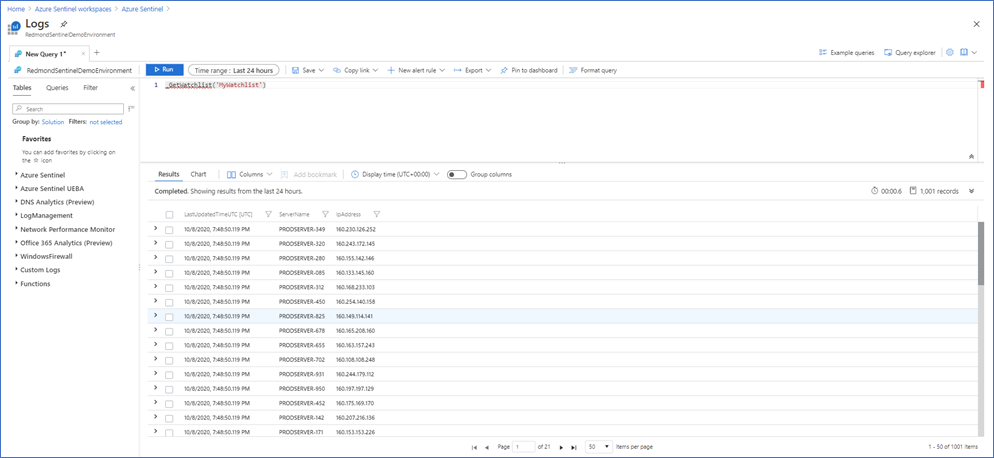 Home > Azure Sentinel workspaces > Azure Sentinel >
Logs
RedmondSentinelDemoEnvironment
New Query 1*
Example queries Query explorer
RedmondSentinelDemoEnvironment Run Time range : Last 24 hours Save Copy link New alert rule Export Pin to dashboard Format query
Tables Queries Filter
1 _GetWatchlist('MyWatchlist')
Search
Group by: Solution Filters: not selected
Favorites
You can add favorites by clicking on
the ☆ icon
Azure Sentinel
Azure Sentinel UEBA
DNS Analytics (Preview)
LogManagement
Network Performance Monitor
Office 365 Analytics (Preview)
WindowsFirewall
Custom Logs
Functions
Results Chart Columns Add bookmark Display time (UTC+00:00) Group columns
Completed. Showing results from the last 24 hours. 00:00.6 1,001 records
LastUpdatedTimeUTC [UTC] ServerName IpAddress
10/8/2020, 7:48:50.119 PM PRODSERVER-349 160.230.126.252
10/8/2020, 7:48:50.119 PM PRODSERVER-320 160.243.172.145
10/8/2020, 7:48:50.119 PM PRODSERVER-280 160.155.142.146
10/8/2020, 7:48:50.119 PM PRODSERVER-085 160.133.145.160
10/8/2020, 7:48:50.119 PM PRODSERVER-312 160.168.233.103
10/8/2020, 7:48:50.119 PM PRODSERVER-450 160.254.140.158
10/8/2020, 7:48:50.119 PM PRODSERVER-825 160.149.114.141
10/8/2020, 7:48:50.119 PM PRODSERVER-678 160.165.208.160
10/8/2020, 7:48:50.119 PM PRODSERVER-655 160.163.157.243
10/8/2020, 7:48:50.119 PM PRODSERVER-702 160.108.108.248
10/8/2020, 7:48:50.119 PM PRODSERVER-931 160.244.179.112
10/8/2020, 7:48:50.119 PM PRODSERVER-950 160.197.197.129
10/8/2020, 7:48:50.119 PM PRODSERVER-452 160.175.169.170
10/8/2020, 7:48:50.119 PM PRODSERVER-142 160.207.216.136
10/8/2020, 7:48:50.119 PM PRODSERVER-171 160.153.153.226
Page 1 of 21 50 Items per page 1 - 50 of 1001 items